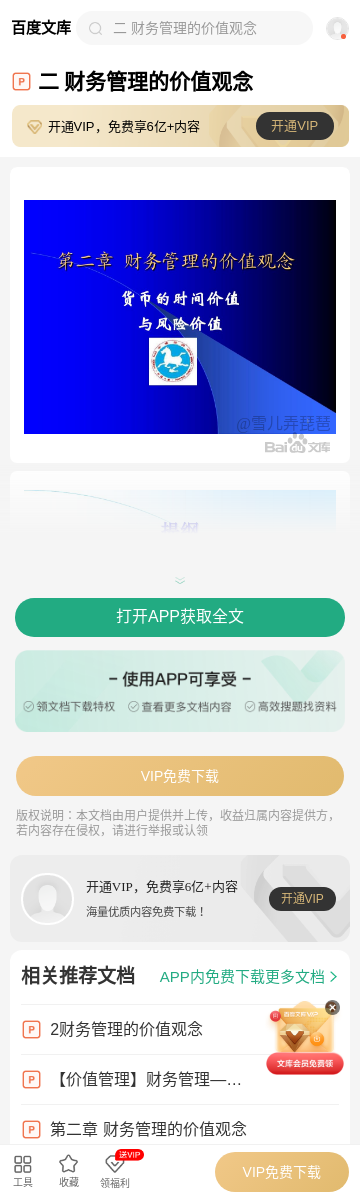 百度文库
二 财务管理的价值观念
二 财务管理的价值观念
开通VIP，免费享6亿+内容
开通VIP
第二章 财务管理的价值观念
货币的时间价值
与风险价值
@雪儿弄琵琶
Bai du 文库
提纲
打开APP获取全文
- 使用APP可享受 -
领文档下载特权
查看更多文档内容
高效搜题找资料
VIP免费下载
版权说明：本文档由用户提供并上传，收益归属内容提供方，
若内容存在侵权，请进行举报或认领
开通VIP，免费享6亿+内容
海量优质内容免费下载！
开通VIP
相关推荐文档
APP内免费下载更多文档
2财务管理的价值观念
【价值管理】财务管理—…
文库会员免费领
第二章 财务管理的价值观念
工具
收藏
送VIP
领福利
VIP免费下载